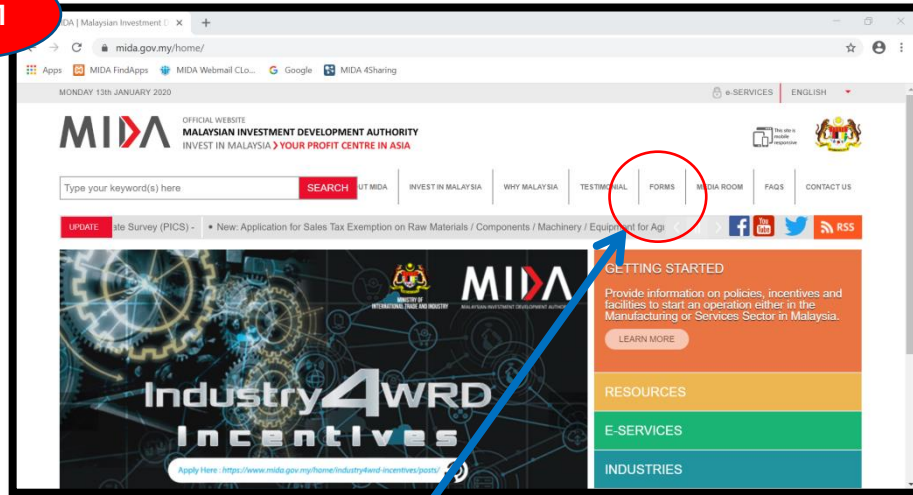 1
DA | Malaysian Investment D
mida.gov.my/home/
Apps MIDA FindApps MIDA Webmail CLo... Google MIDA 4Sharing
MONDAY 13th JANUARY 2020
e-SERVICES ENGLISH
MIDA
OFFICIAL WEBSITE
MALAYSIAN INVESTMENT DEVELOPMENT AUTHORITY
INVEST IN MALAYSIA YOUR PROFIT CENTRE IN ASIA
This site is
mobile
responsive
Type your keyword(s) here SEARCH UT MIDA INVEST IN MALAYSIA WHY MALAYSIA TESTIMONIAL FORMS MEDIA ROOM FAQS CONTACT US
UPDATE ate Survey (PICS) - • New: Application for Sales Tax Exemption on Raw Materials / Components / Machinery / Equipment for Agr
f You Tube RSS
MINISTRY OF
INTERNATIONAL TRADE AND INDUSTRY
MIDA
MALAYSIAN INVESTMENT DEVELOPMENT AUTHORITY
Industry4WRD
Incentives
Apply Here : https://www.mida.gov.my/home/industry4wrd-incentives/posts/
GETTING STARTED
Provide information on policies, incentives and
facilities to start an operation either in the
Manufacturing or Services Sector in Malaysia.
LEARN MORE
RESOURCES
E-SERVICES
INDUSTRIES